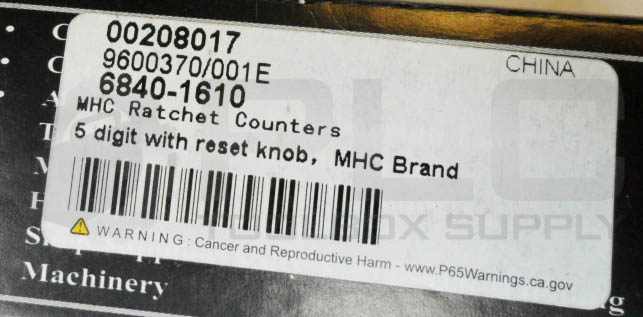 00208017
CHINA
9600370/001E
6840-1610
MHC Ratchet Counters
5 digit with reset knob, MHC Brand
WARNING: Cancer and Reproductive Harm - www.P65Warnings.ca.gov
Machinery
PLC
TOOLBOX SUPPLY